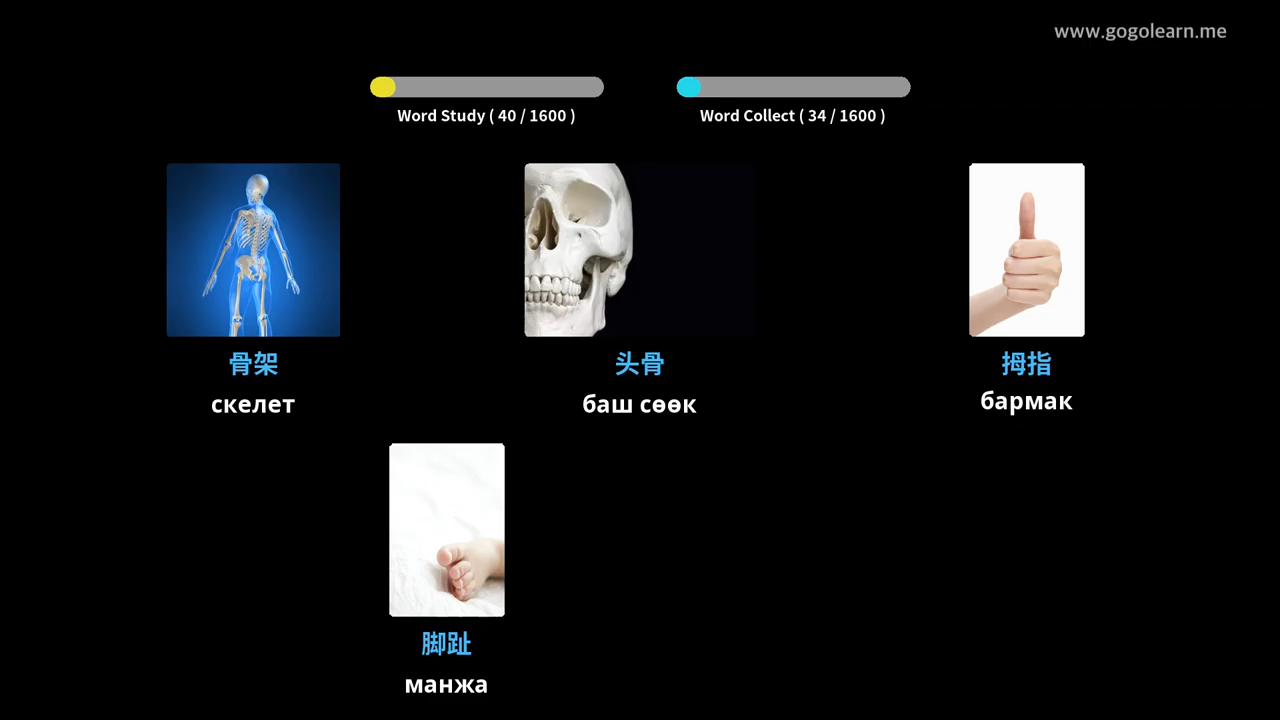 www.gogolearn.me
Word Study ( 40 / 1600 )
Word Collect ( 34 / 1600 )
骨架
скелет
头骨
баш сөөк
拇指
бармак
脚趾
манжа